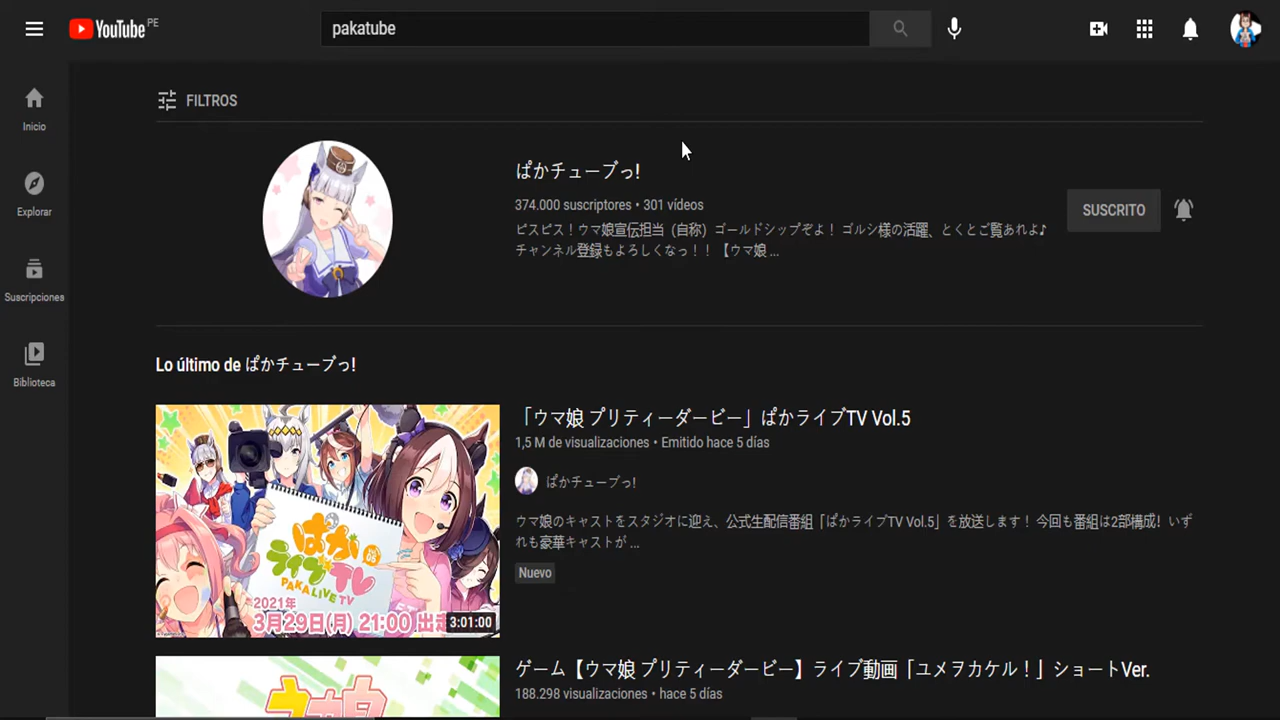 YouTube PE
pakatube
FILTROS
Inicio
Explorar
Suscripciones
Biblioteca
ぱかチューブっ!
374.000 suscriptores • 301 vídeos
ピスピス！ウマ娘宣伝担当（自称）ゴールドシップぞよ！ ゴルシ様の活躍、とくとご覧あれよ♪
チャンネル登録もよろしくなっ！！【ウマ娘 ...
SUSCRITO
Lo último de ぱかチューブっ!
「ウマ娘 プリティーダービー」ぱかライブTV Vol.5
1,5 M de visualizaciones • Emitido hace 5 días
ぱかチューブっ!
ウマ娘のキャストをスタジオに迎え、公式生配信番組「ぱかライブTV Vol.5」を放送します！ 今回も番組は2部構成！いず
れも豪華キャストが ...
Nuevo
ぱか
ライブTV
PAKA LIVE TV
2021年
3月29日(月) 21:00 出走
3:01:00
ゲーム【ウマ娘 プリティーダービー】ライブ動画「ユメヲカケル！」ショートVer.
188.298 visualizaciones • hace 5 días
ウマ娘